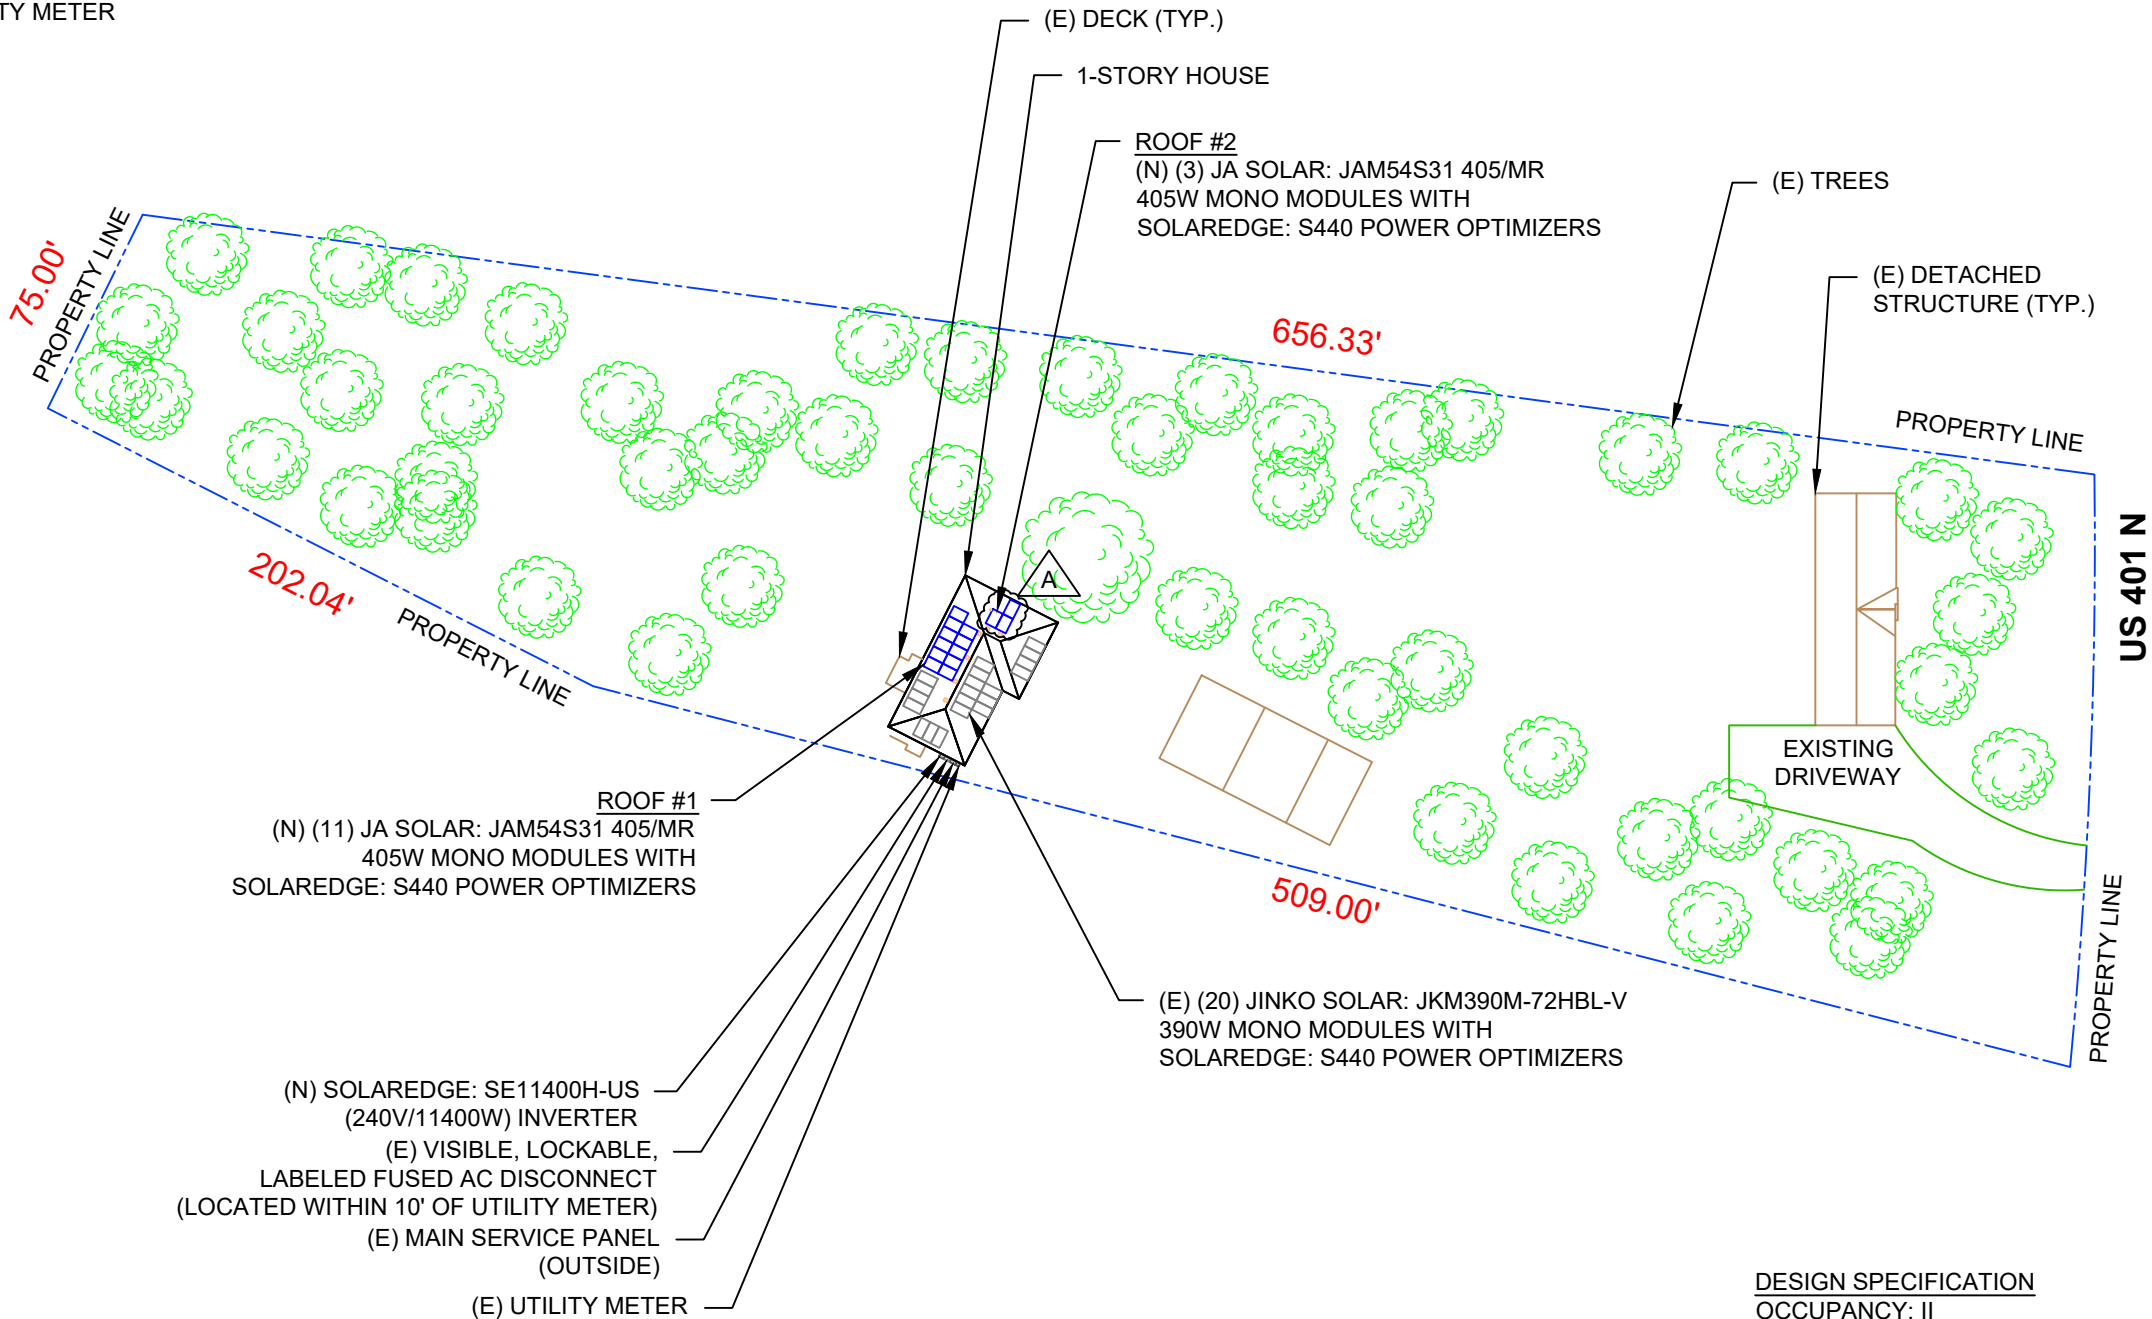 TY METER
(E) DECK (TYP.)
1-STORY HOUSE
ROOF #2
(N) (3) JA SOLAR: JAM54S31 405/MR
405W MONO MODULES WITH
SOLAREDGE: S440 POWER OPTIMIZERS
(E) TREES
(E) DETACHED
STRUCTURE (TYP.)
75.00'
PROPERTY LINE
656.33'
PROPERTY LINE
US 401 N
202.04'
PROPERTY LINE
A
EXISTING
DRIVEWAY
ROOF #1
(N) (11) JA SOLAR: JAM54S31 405/MR
405W MONO MODULES WITH
SOLAREDGE: S440 POWER OPTIMIZERS
509.00'
PROPERTY LINE
(E) (20) JINKO SOLAR: JKM390M-72HBL-V
390W MONO MODULES WITH
SOLAREDGE: S440 POWER OPTIMIZERS
(N) SOLAREDGE: SE11400H-US
(240V/11400W) INVERTER
(E) VISIBLE, LOCKABLE,
LABELED FUSED AC DISCONNECT
(LOCATED WITHIN 10' OF UTILITY METER)
(E) MAIN SERVICE PANEL
(OUTSIDE)
(E) UTILITY METER
DESIGN SPECIFICATION
OCCUPANCY: II